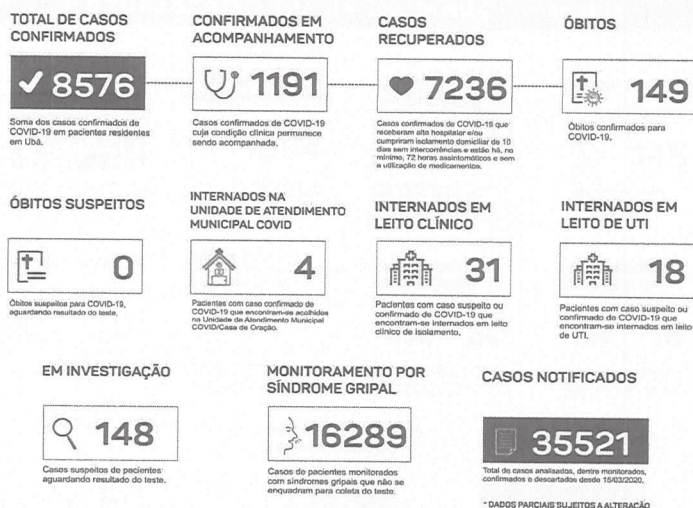 TOTAL DE CASOS
CONFIRMADOS
8576
Soma dos casos confirmados de
COVID-19 em pacientes residentes
em Ubá.
CONFIRMADOS EM
ACOMPANHAMENTO
1191
Casos confirmados de COVID-19
cuja condição clínica permanece
sendo acompanhada.
CASOS
RECUPERADOS
7236
Casos confirmados de COVID-19 que
receberam alta hospitalar e/ou
cumpriram isolamento domiciliar de 10
dias sem intercorrências e estão há, no
mínimo, 72 horas assintomáticos e sem
a utilização de medicamentos.
ÓBITOS
149
Óbitos confirmados para
COVID-19.
ÓBITOS SUSPEITOS
0
Óbitos suspeitos para COVID-19,
aguardando resultado do teste.
INTERNADOS NA
UNIDADE DE ATENDIMENTO
MUNICIPAL COVID
4
Pacientes com caso confirmado de
COVID-19 que encontram-se acolhidos
na Unidade de Atendimento Municipal
COVID/Casa de Oração.
INTERNADOS EM
LEITO CLÍNICO
31
Pacientes com caso suspeito ou
confirmado de COVID-19 que
encontram-se internados em leito
clínico de isolamento.
INTERNADOS EM
LEITO DE UTI
18
Pacientes com caso suspeito ou
confirmado de COVID-19 que
encontram-se internados em leito
de UTI.
EM INVESTIGAÇÃO
148
Casos suspeitos de pacientes
aguardando resultado do teste.
MONITORAMENTO POR
SÍNDROME GRIPAL
16289
Casos de pacientes monitorados
com síndromes gripais que não se
enquadram para coleta do teste.
CASOS NOTIFICADOS
35521
Total de casos analisados, dentre monitorados,
confirmados e descartados desde 15/03/2020.
* DADOS PARCIAIS SUJEITOS A ALTERAÇÃO